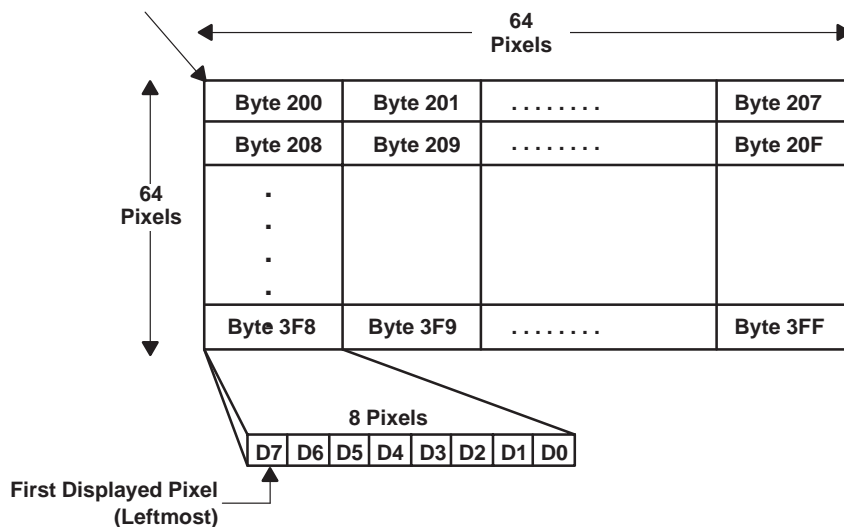 64
Pixels
Byte 200 Byte 201 . . . . . . . . Byte 207
Byte 208 Byte 209 . . . . . . . . Byte 20F
64
Pixels
Byte 3F8 Byte 3F9 . . . . . . . . Byte 3FF
8 Pixels
D7 D6 D5 D4 D3 D2 D1 D0
First Displayed Pixel
(Leftmost)